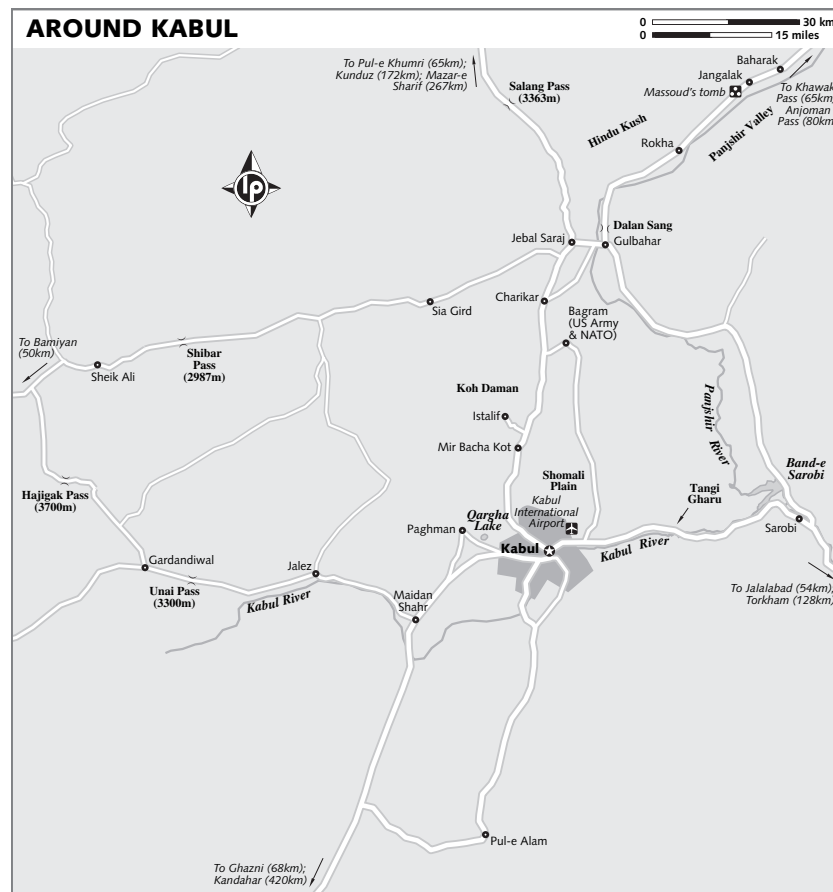 AROUND KABUL
0 30 km
0 15 miles
To Pul-e Khumri (65km);
Kunduz (172km); Mazar-e
Sharif (267km)
Salang Pass
(3363m)
Baharak
Jangalak
Massoud's tomb
To Khawak
Pass (65km)
Anjoman
Pass (80km)
Hindu Kush
Panjshir Valley
Rokha
lp
Dalan Sang
Jebal Saraj
Gulbahar
Charikar
Sia Gird
Bagram
(US Army
& NATO)
To Bamiyan
(50km)
Shibar
Pass
(2987m)
Sheik Ali
Koh Daman
Istalif
Panjshir River
Mir Bacha Kot
Shomali
Plain
Band-e
Sarobi
Hajigak Pass
(3700m)
Kabul
International
Airport
Tangi
Gharu
Qargha
Lake
Paghman
Sarobi
Kabul
Kabul River
Gardandiwal
Jalez
Unai Pass
(3300m)
Kabul River
Maidan
Shahr
To Jalalabad (54km);
Torkham (128km)
Pul-e Alam
To Ghazni (68km);
Kandahar (420km)